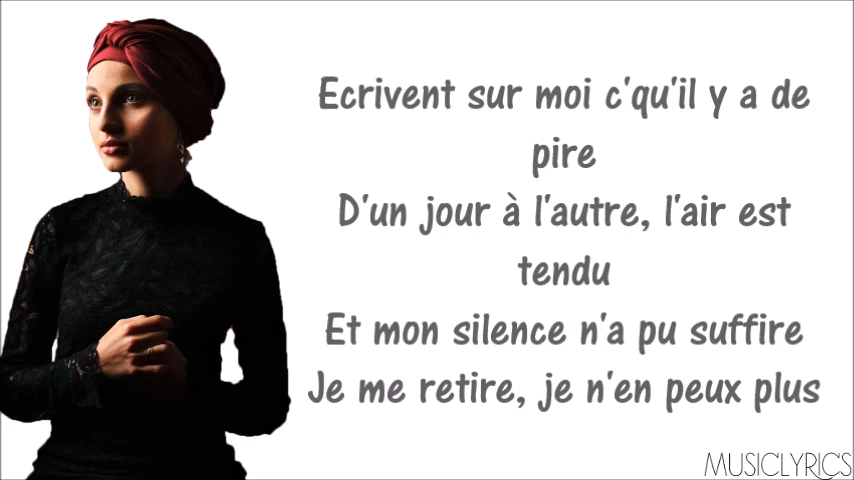 Ecrivent sur moi c'qu'il y a de
pire
D'un jour à l'autre, l'air est
tendu
Et mon silence n'a pu suffire
Je me retire, je n'en peux plus
MUSICLYRICS